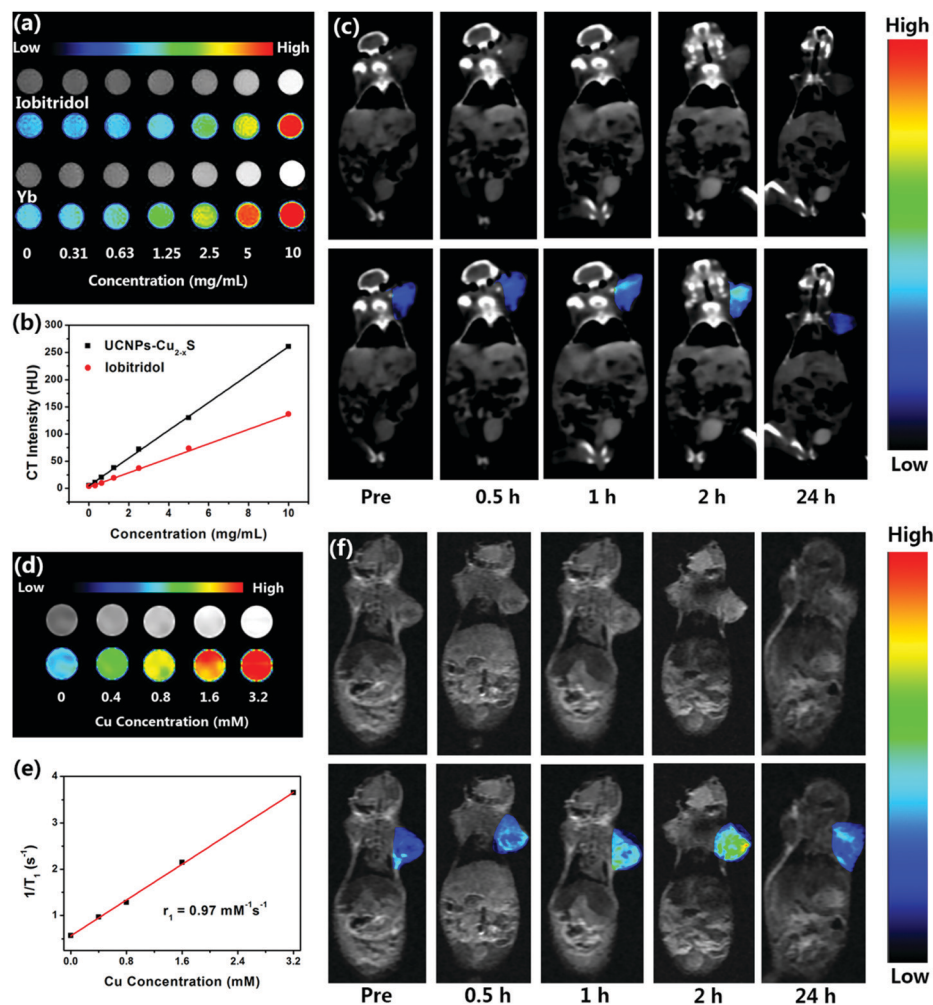 (a)
Low High
Iobitridol
Yb
0 0.31 0.63 1.25 2.5 5 10
Concentration (mg/mL)
(b)
300
250
200
150
100
50
0
CT Intensity (HU)
UCNPs-Cu2-xS
Iobitridol
0 2 4 6 8 10
Concentration (mg/mL)
(c)
High
Low
Pre 0.5 h 1 h 2 h 24 h
(d)
Low High
0 0.4 0.8 1.6 3.2
Cu Concentration (mM)
(e)
4
3
2
1
1/T1 (s-1)
r1 = 0.97 mM-1s-1
0.0 0.8 1.6 2.4 3.2
Cu Concentration (mM)
(f)
High
Low
Pre 0.5 h 1 h 2 h 24 h